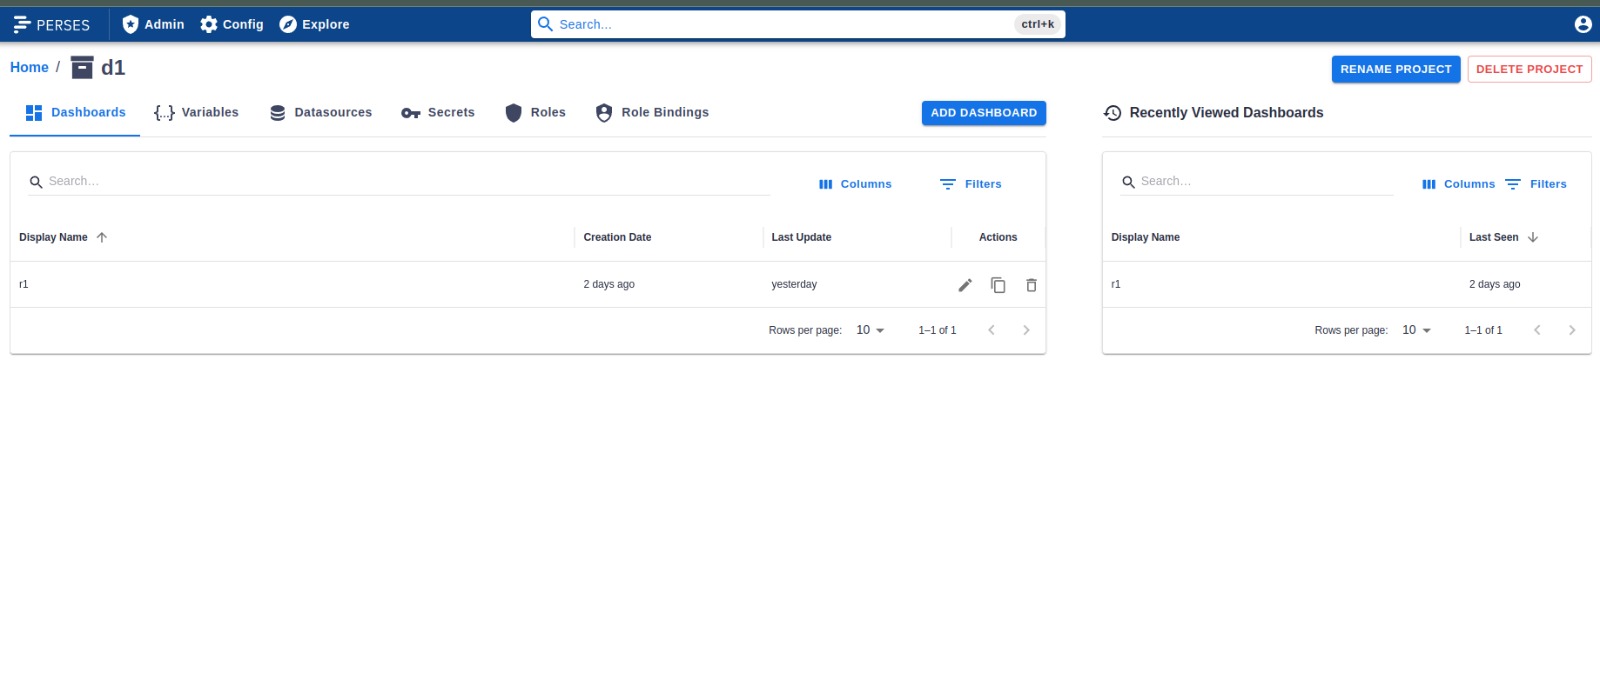 PERSES Admin Config Explore Search... ctrl+k
Home / d1 RENAME PROJECT DELETE PROJECT
Dashboards {...} Variables Datasources Secrets Roles Role Bindings ADD DASHBOARD
Search... Columns Filters
Display Name Creation Date Last Update Actions
r1 2 days ago yesterday
Rows per page: 10 1–1 of 1
Recently Viewed Dashboards
Search... Columns Filters
Display Name Last Seen
r1 2 days ago
Rows per page: 10 1–1 of 1